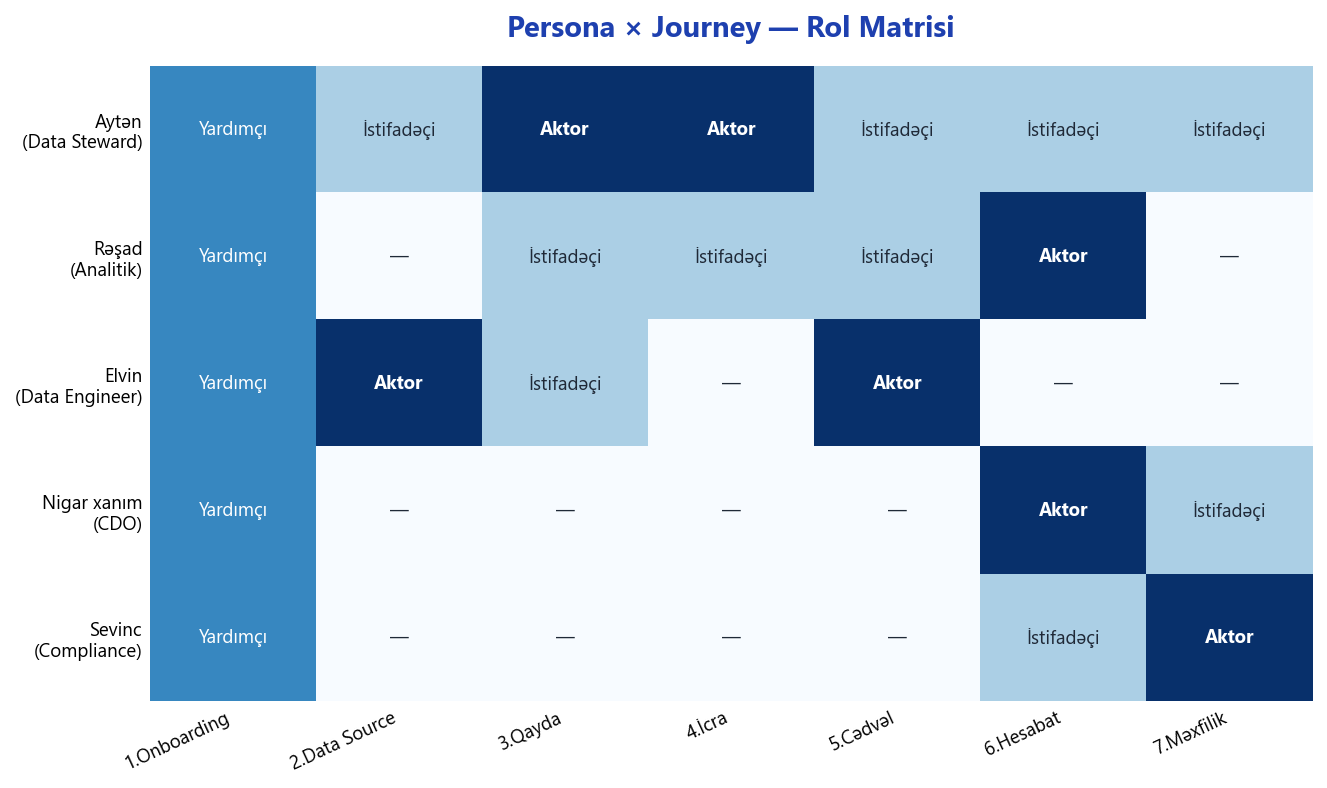 Persona × Journey — Rol Matrisi
Aytən
(Data Steward)
Yardımçı İstifadəçi Aktor Aktor İstifadəçi İstifadəçi İstifadəçi
Rəşad
(Analitik)
Yardımçı — İstifadəçi İstifadəçi İstifadəçi Aktor —
Elvin
(Data Engineer)
Yardımçı Aktor İstifadəçi — Aktor — —
Nigar xanım
(CDO)
Yardımçı — — — — Aktor İstifadəçi
Sevinc
(Compliance)
Yardımçı — — — — İstifadəçi Aktor
1.Onboarding 2.Data Source 3.Qayda 4.İcra 5.Cədvəl 6.Hesabat 7.Məxfilik